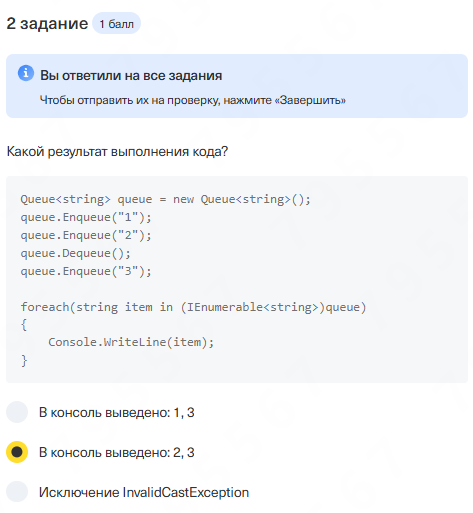 2 задание 1 балл
Вы ответили на все задания
Чтобы отправить их на проверку, нажмите «Завершить»
Какой результат выполнения кода?
Queue<string> queue = new Queue<string>();
queue.Enqueue("1");
queue.Enqueue("2");
queue.Dequeue();
queue.Enqueue("3");
foreach(string item in (IEnumerable<string>)queue)
{
    Console.WriteLine(item);
}
В консоль выведено: 1, 3
В консоль выведено: 2, 3
Исключение InvalidCastException